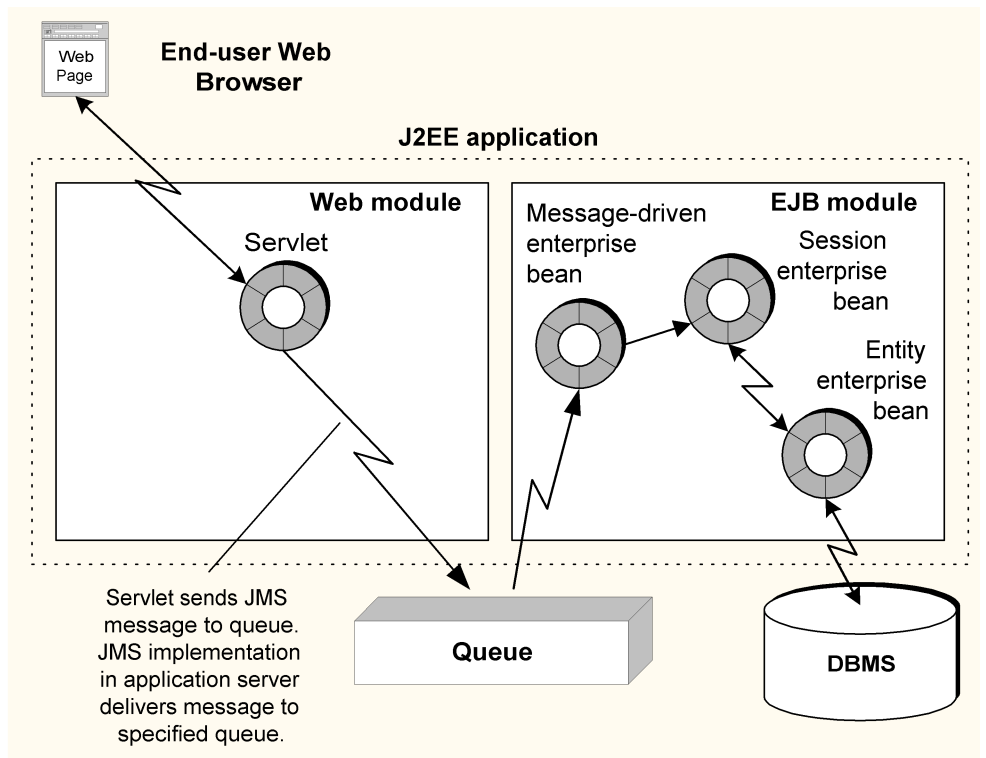 Web
Page
End-user Web
Browser
J2EE application
Web module
Servlet
EJB module
Message-driven
enterprise
bean
Session
enterprise
bean
Entity
enterprise
bean
Servlet sends JMS
message to queue.
JMS implementation
in application server
delivers message to
specified queue.
Queue
DBMS